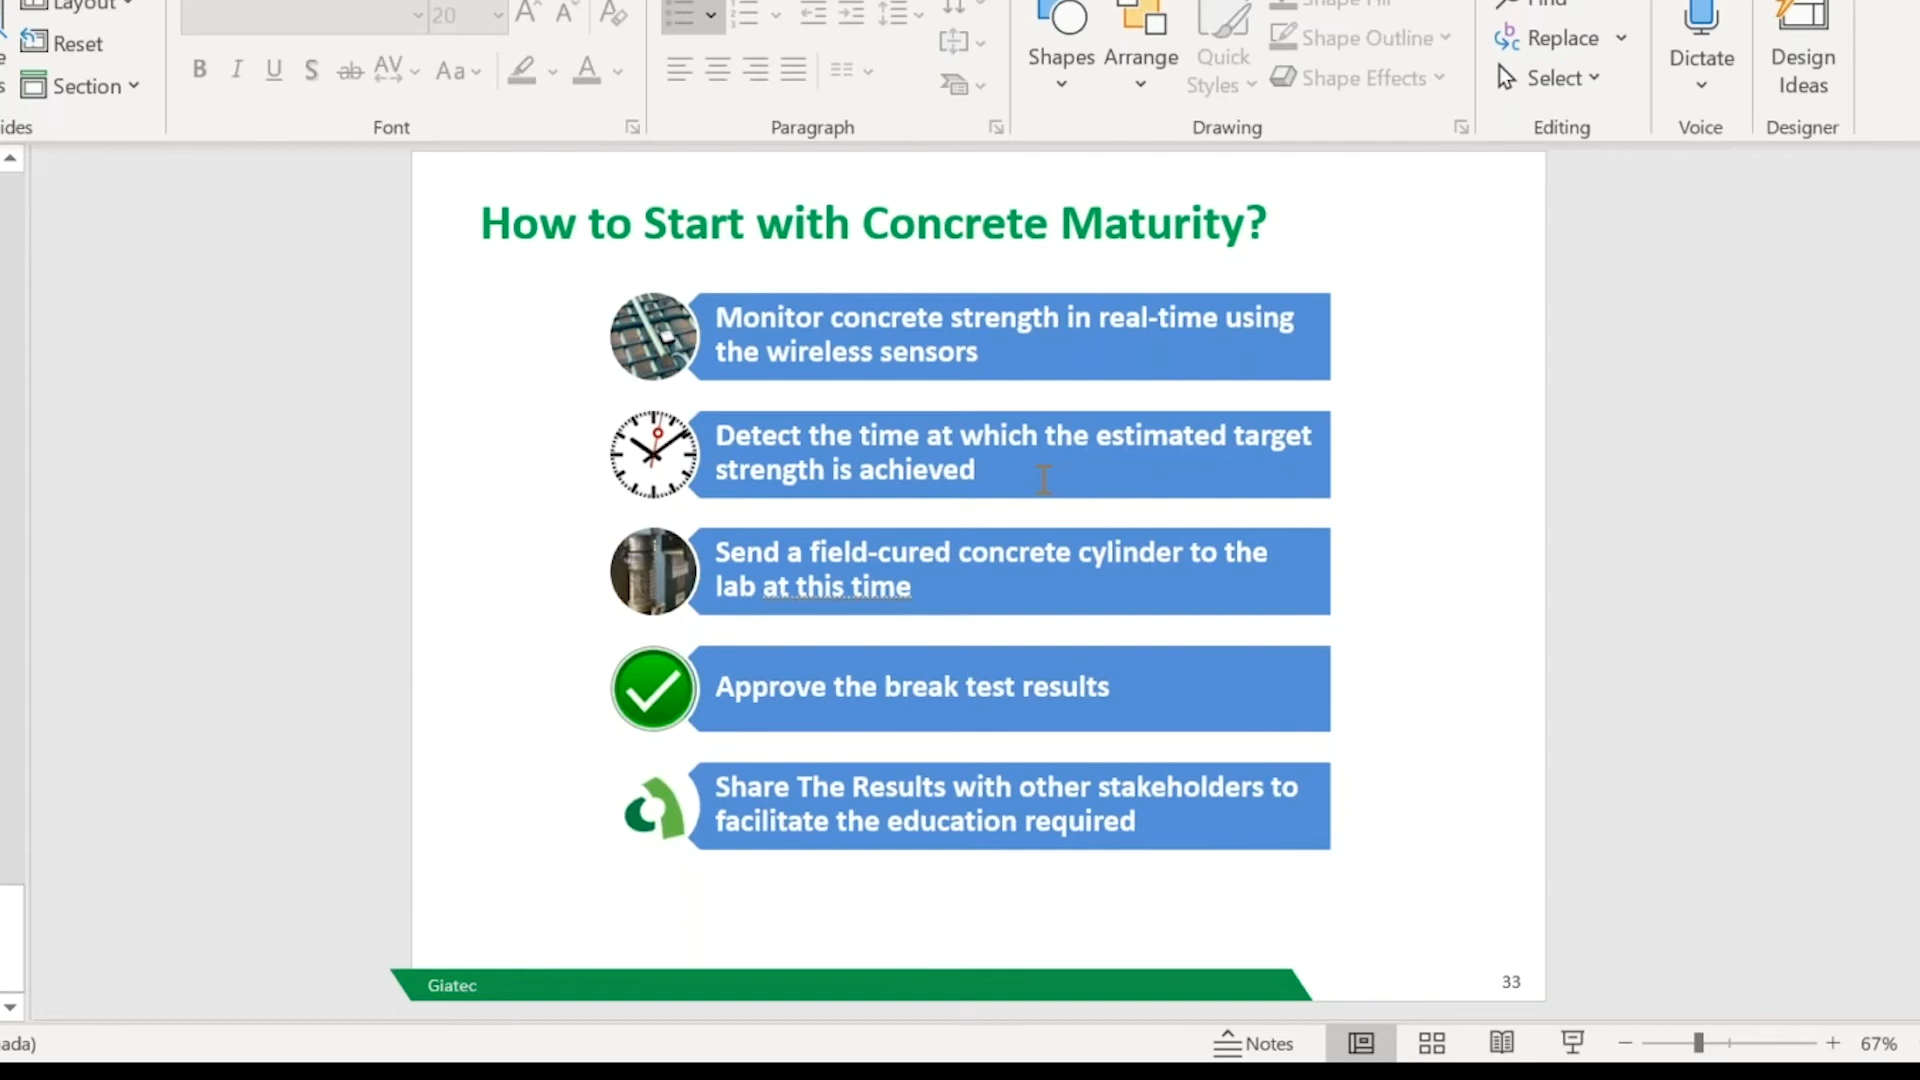 Layout
Reset
Section
ides
20
Aa
Font
Paragraph
Shapes
Arrange
Quick
Styles
Shape Fill
Shape Outline
Shape Effects
Drawing
Find
Replace
Select
Editing
Dictate
Voice
Design
Ideas
Designer
How to Start with Concrete Maturity?
Monitor concrete strength in real-time using
the wireless sensors
Detect the time at which the estimated target
strength is achieved
Send a field-cured concrete cylinder to the
lab at this time
Approve the break test results
Share The Results with other stakeholders to
facilitate the education required
Giatec
33
ada)
Notes
67%